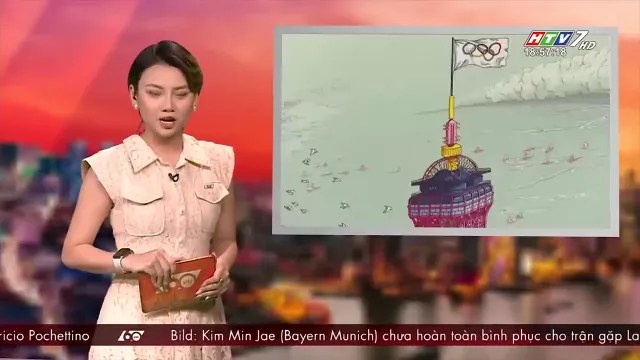 HTV7 HD
18:57:18
ricio Pochettino 60 Bild: Kim Min Jae (Bayern Munich) chưa hoàn toàn bình phục cho trận gặp La